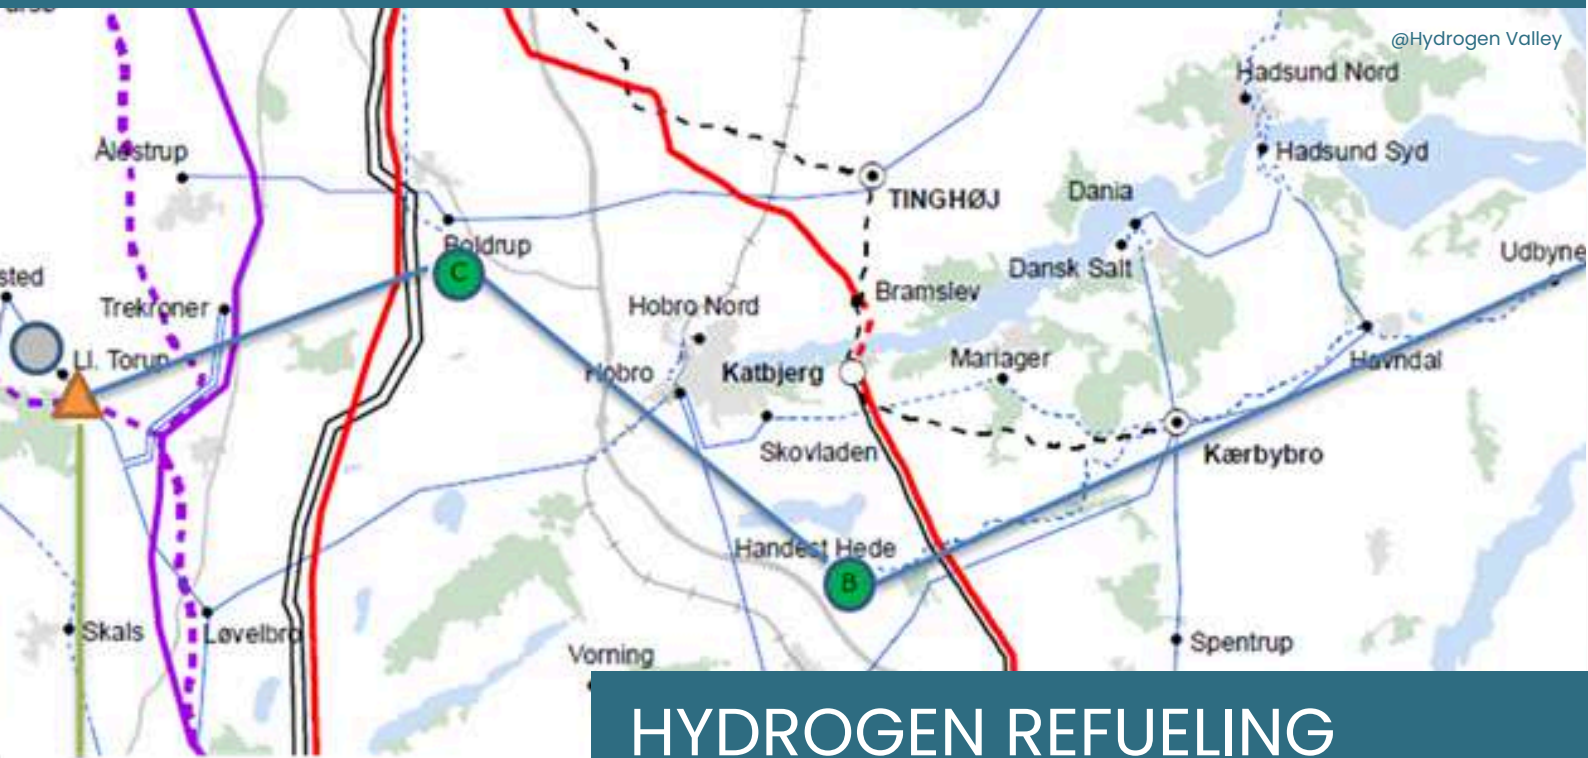 @Hydrogen Valley
Hadsund Nord
Ålestrup
Hadsund Syd
Dania
TINGHØJ
Boldrup
Dansk Salt
C
Bramslev
Trekroner
Hobro Nord
Ll. Torup
Hobro
Katbjerg
Mariager
Havndal
Skovladen
Kærbybro
Handest Hede
B
Skals
Løvelbro
Vorning
Spentrup
HYDROGEN REFUELING